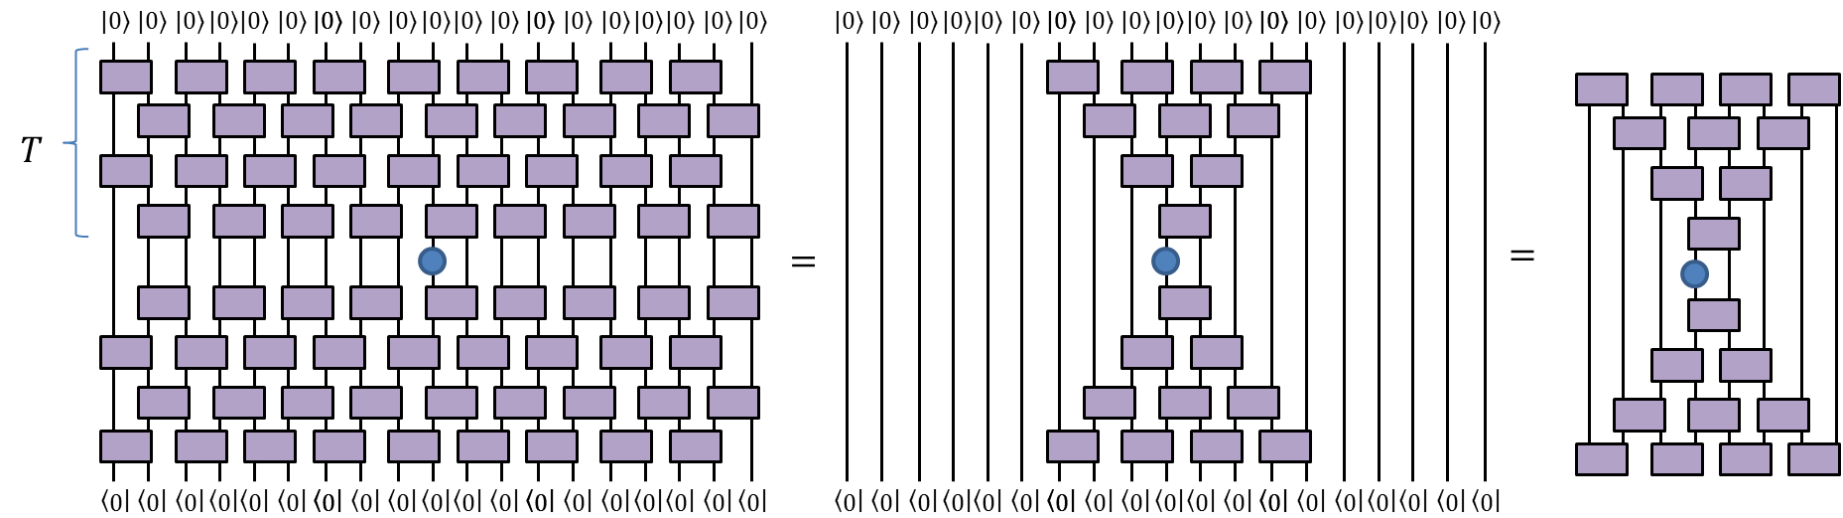 |0⟩ |0⟩ |0⟩ |0⟩ |0⟩ |0⟩ |0⟩ |0⟩ |0⟩ |0⟩ |0⟩ |0⟩ |0⟩ |0⟩ |0⟩ |0⟩ |0⟩ |0⟩ |0⟩
|0⟩ |0⟩ |0⟩ |0⟩ |0⟩ |0⟩ |0⟩ |0⟩ |0⟩ |0⟩ |0⟩ |0⟩ |0⟩ |0⟩ |0⟩ |0⟩ |0⟩ |0⟩ |0⟩
T
=
=
⟨0| ⟨0| ⟨0| ⟨0| ⟨0| ⟨0| ⟨0| ⟨0| ⟨0| ⟨0| ⟨0| ⟨0| ⟨0| ⟨0| ⟨0| ⟨0| ⟨0| ⟨0| ⟨0|
⟨0| ⟨0| ⟨0| ⟨0| ⟨0| ⟨0| ⟨0| ⟨0| ⟨0| ⟨0| ⟨0| ⟨0| ⟨0| ⟨0| ⟨0| ⟨0| ⟨0| ⟨0| ⟨0|